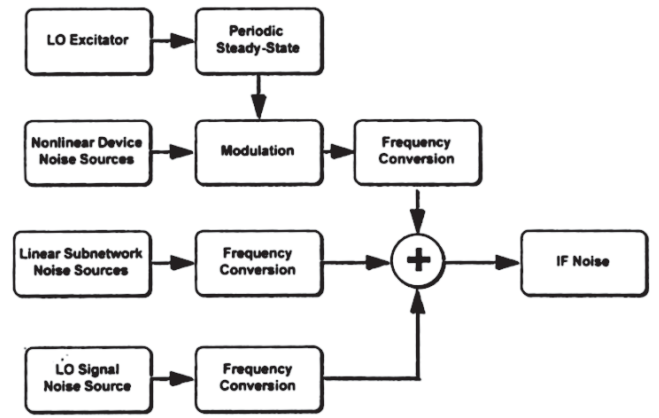 LO Excitator
Periodic
Steady-State
Nonlinear Device
Noise Sources
Modulation
Frequency
Conversion
Linear Subnetwork
Noise Sources
Frequency
Conversion
+
IF Noise
LO Signal
Noise Source
Frequency
Conversion